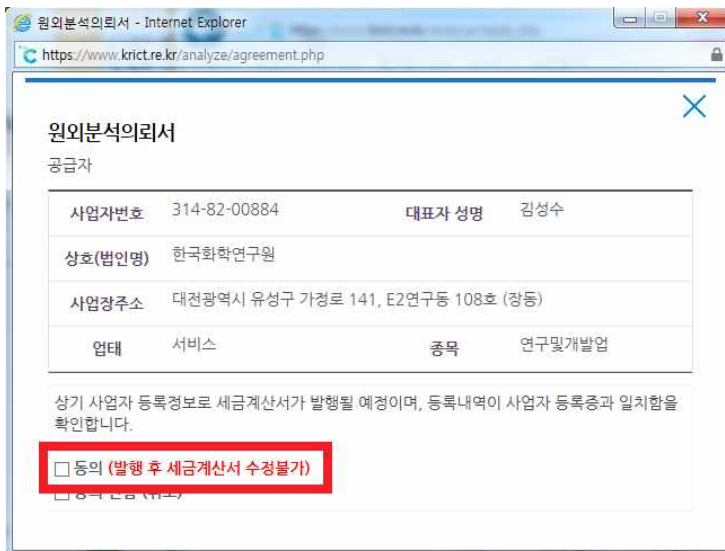 원외분석의뢰서 - Internet Explorer
https://www.krict.re.kr/analyze/agreement.php
원외분석의뢰서
공급자
사업자번호 314-82-00884 대표자 성명 김성수
상호(법인명) 한국화학연구원
사업장주소 대전광역시 유성구 가정로 141, E2연구동 108호 (장동)
업태 서비스 종목 연구및개발업
상기 사업자 등록정보로 세금계산서가 발행될 예정이며, 등록내역이 사업자 등록증과 일치함을
확인합니다.
동의 (발행 후 세금계산서 수정불가)